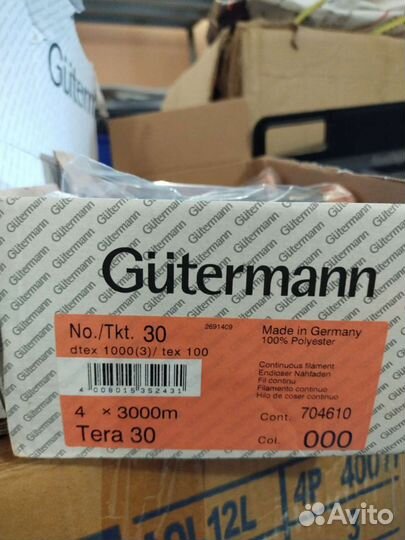 Gütermann
Gütermann
No./Tkt. 30
2691409
Made in Germany
100% Polyester
dtex 1000(3)/ tex 100
Continuous filament
Endloser Nähfaden
Fil continu
Filamento continuo
Hilo de coser continuo
4 008015 352431
4 × 3000m
Cont. 704610
Tera 30
Col. 000
12L
4P
Avito